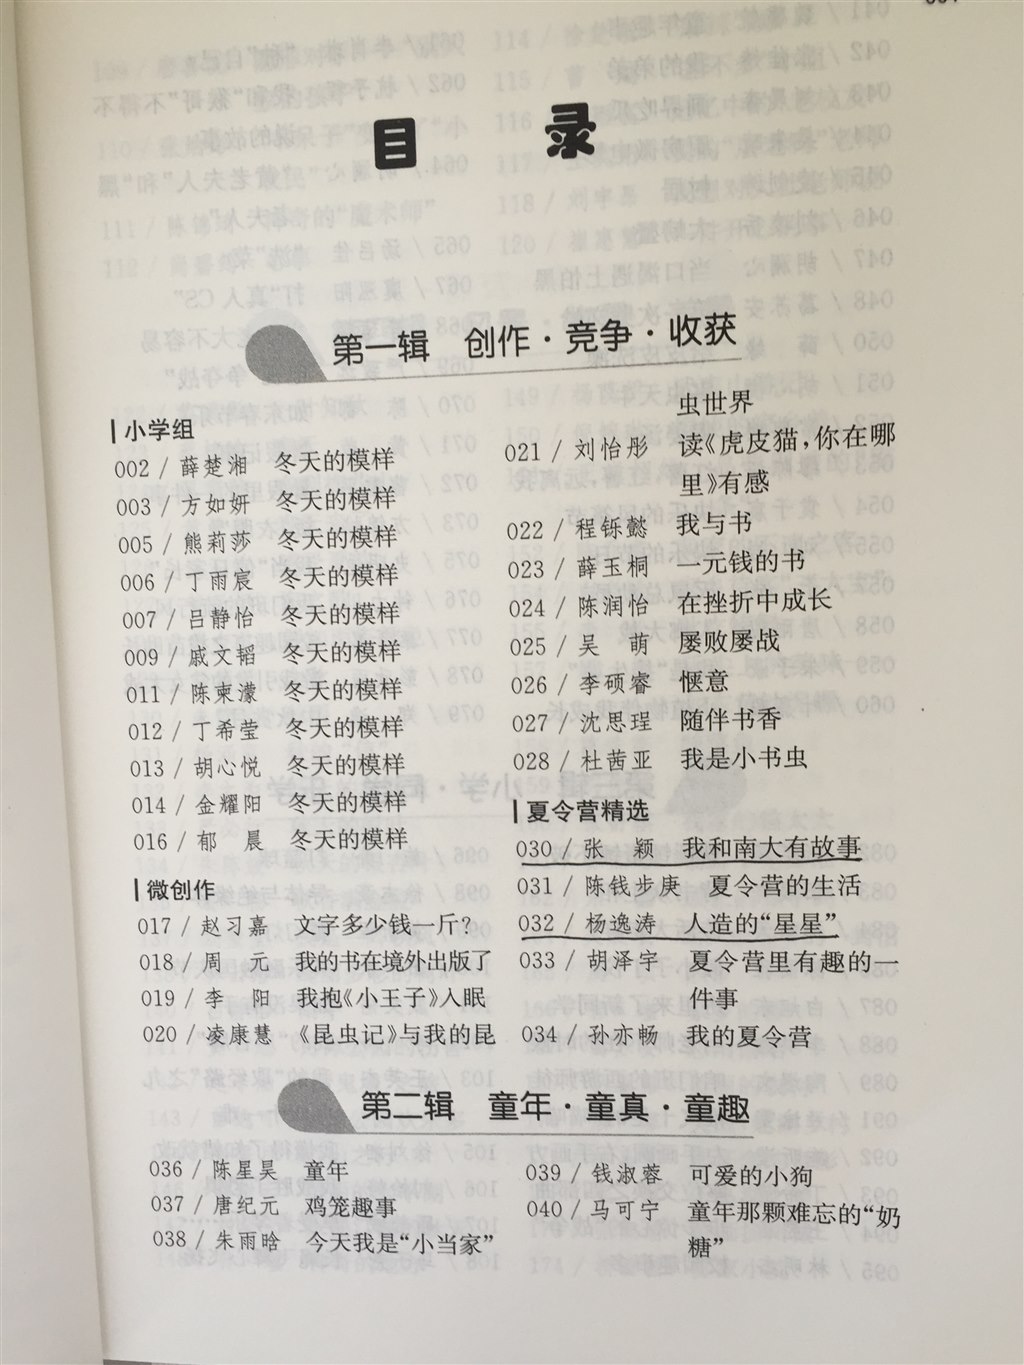 目 录
第一辑 创作·竞争·收获
小学组
002 / 薛楚湘 冬天的模样
003 / 方如妍 冬天的模样
005 / 熊莉莎 冬天的模样
006 / 丁雨宸 冬天的模样
007 / 吕静怡 冬天的模样
009 / 戚文韬 冬天的模样
011 / 陈柬濛 冬天的模样
012 / 丁希莹 冬天的模样
013 / 胡心悦 冬天的模样
014 / 金耀阳 冬天的模样
016 / 郁 晨 冬天的模样
微创作
017 / 赵习嘉 文字多少钱一斤？
018 / 周 元 我的书在境外出版了
019 / 李 阳 我抱《小王子》入眠
020 / 凌康慧 《昆虫记》与我的昆
虫世界
021 / 刘怡彤 读《虎皮猫，你在哪
里》有感
022 / 程铄懿 我与书
023 / 薛玉桐 一元钱的书
024 / 陈润怡 在挫折中成长
025 / 吴 萌 屡败屡战
026 / 李硕睿 惬意
027 / 沈思珵 随伴书香
028 / 杜茜亚 我是小书虫
夏令营精选
030 / 张 颖 我和南大有故事
031 / 陈钱步庚 夏令营的生活
032 / 杨逸涛 人造的“星星”
033 / 胡泽宇 夏令营里有趣的一
件事
034 / 孙亦畅 我的夏令营
第二辑 童年·童真·童趣
036 / 陈星昊 童年
037 / 唐纪元 鸡笼趣事
038 / 朱雨晗 今天我是“小当家”
039 / 钱淑蓉 可爱的小狗
040 / 马可宁 童年那颗难忘的“奶
糖”